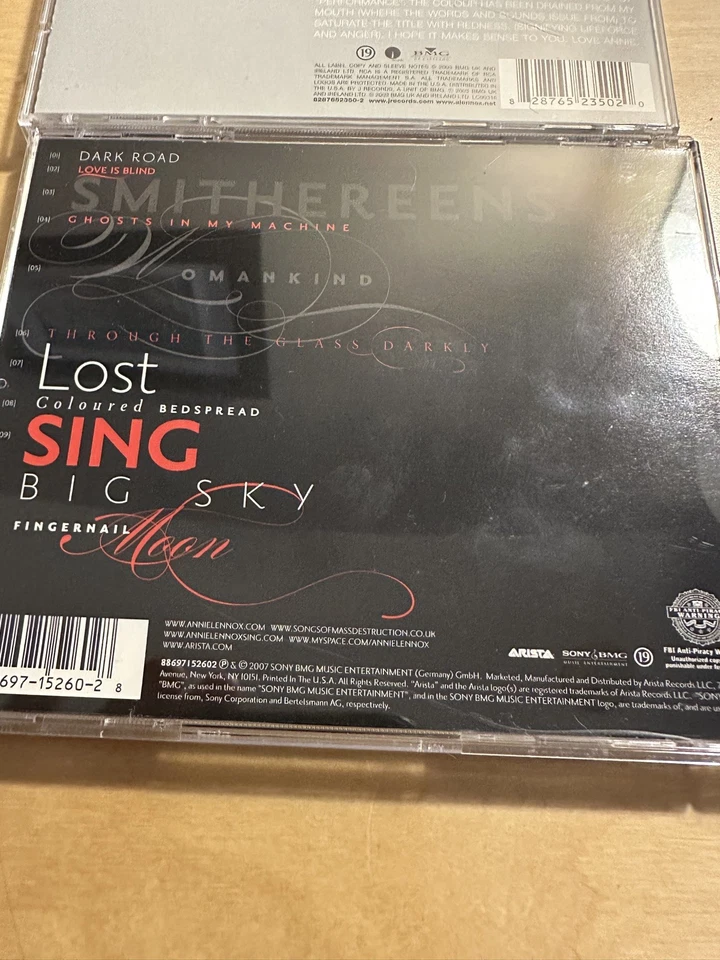 "PERFORMANCE". THE COLOUR HAS BEEN DRAINED FROM MY
MOUTH (WHERE THE WORDS AND SOUNDS ISSUE FROM) TO
SATURATE THE TITLE WITH REDNESS. (SIGNIFYING LIFEFORCE
AND ANGER). I HOPE IT MAKES SENSE TO YOU. LOVE ANNIE.
19 BMG
ALL LABEL COPY AND SLEEVE NOTES © 2003 BMG UK AND
IRELAND LTD. RCA IS A REGISTERED TRADEMARK OF RCA
TRADEMARK MANAGEMENT S.A. ALL TRADEMARKS AND
LOGOS ARE PROTECTED. MADE IN THE U.S.A. DISTRIBUTED IN
THE U.S.A. BY J RECORDS, A UNIT OF BMG. © 2003 BMG UK
AND IRELAND LTD. © 2003 BMG UK AND IRELAND LTD.
8287652350-2 www.jrecords.com www.alennox.net
8 28765 23502 0
[01] DARK ROAD
[02] LOVE IS BLIND
[03] SMITHEREENS
[04] GHOSTS IN MY MACHINE
[05] WOMANKIND
[06] THROUGH THE GLASS DARKLY
[07] Lost
[08] Coloured BEDSPREAD
09] SING
BIG SKY
FINGERNAIL Moon
WWW.ANNIELENNOX.COM WWW.SONGSOFMASSDESTRUCTION.CO.UK
WWW.ANNIELENNOXSING.COM WWW.MYSPACE.COM/ANNIELENNOX
WWW.ARISTA.COM
697-15260-2 8
ARISTA SONY BMG MUSIC ENTERTAINMENT 19
FBI ANTI-PIRACY WARNING
FBI Anti-Piracy W
Unauthorized cop
punishable under fe
88697152602 ℗ & © 2007 SONY BMG MUSIC ENTERTAINMENT (Germany) GmbH. Marketed, Manufactured and Distributed by Arista Records LLC,
Avenue, New York, NY 10151. Printed In The U.S.A. All Rights Reserved. "Arista" and the Arista logo(s) are registered trademarks of Arista Records LLC. "SON
"BMG", as used in the name "SONY BMG MUSIC ENTERTAINMENT", and in the SONY BMG MUSIC ENTERTAINMENT logo, are trademarks of, and are us
license from, Sony Corporation and Bertelsmann AG, respectively.